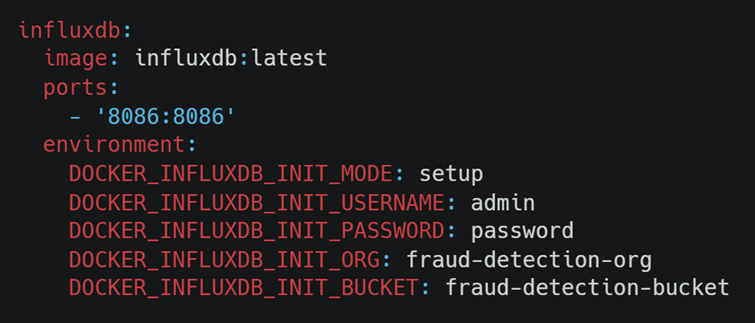 influxdb:
  image: influxdb:latest
  ports:
    - '8086:8086'
  environment:
    DOCKER_INFLUXDB_INIT_MODE: setup
    DOCKER_INFLUXDB_INIT_USERNAME: admin
    DOCKER_INFLUXDB_INIT_PASSWORD: password
    DOCKER_INFLUXDB_INIT_ORG: fraud-detection-org
    DOCKER_INFLUXDB_INIT_BUCKET: fraud-detection-bucket